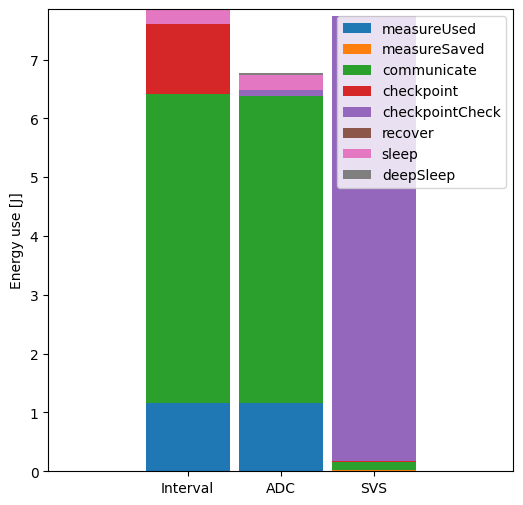 7
6
5
4
3
2
1
0
Energy use [J]
measureUsed
measureSaved
communicate
checkpoint
checkpointCheck
recover
sleep
deepSleep
Interval ADC SVS